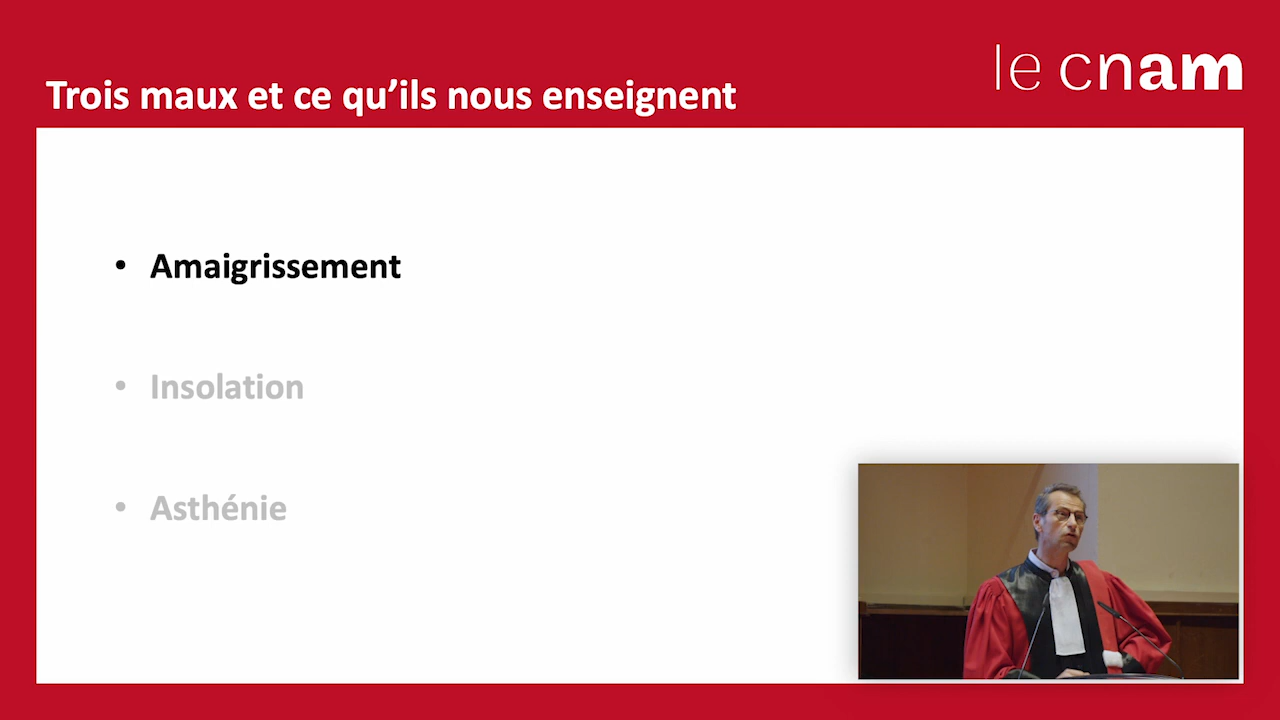 le cnam
Trois maux et ce qu’ils nous enseignent
• Amaigrissement
• Insolation
• Asthénie